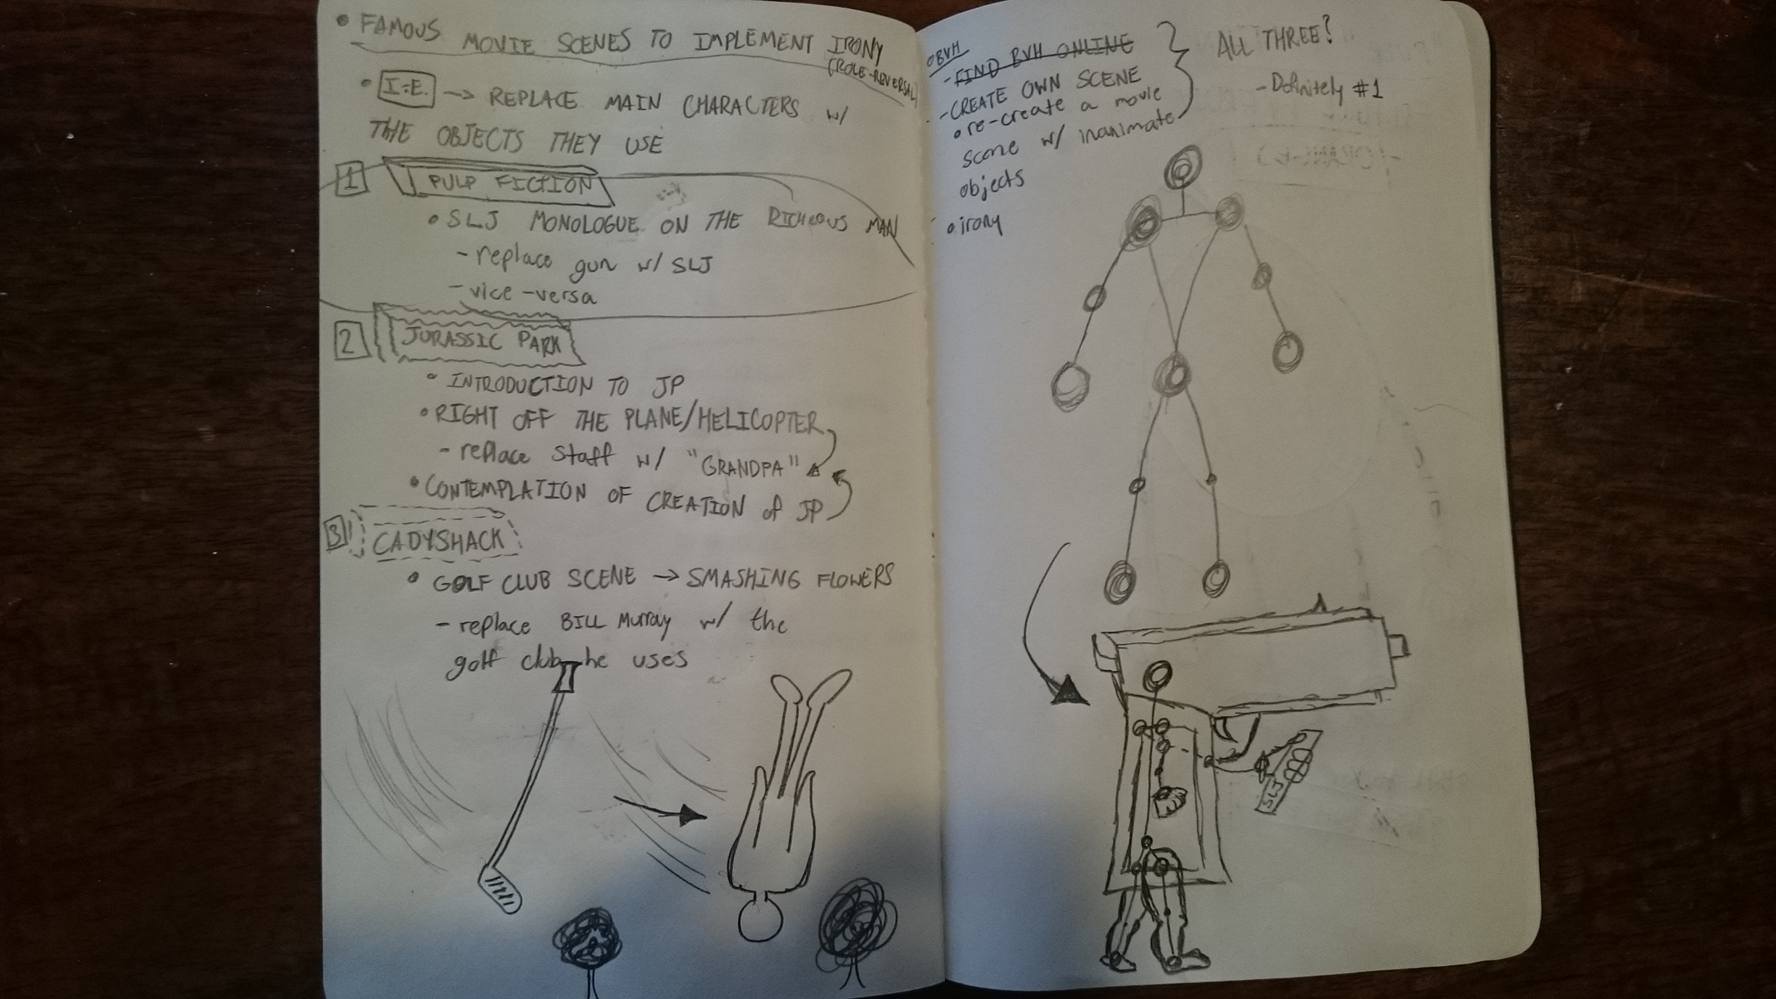 • FAMOUS MOVIE SCENES TO IMPLEMENT IRONY
(ROLE-REVERSAL)
• I.E. → REPLACE MAIN CHARACTERS w/
THE OBJECTS THEY USE
1 PULP FICTION
• SLJ MONOLOGUE ON THE RICHEOUS MAN
- replace gun w/ SLJ
- vice-versa
2 JURASSIC PARK
• INTRODUCTION TO JP
• RIGHT OFF THE PLANE/HELICOPTER
- replace staff w/ "GRANDPA"
• CONTEMPLATION OF CREATION of JP
3 CADYSHACK
• GOLF CLUB SCENE → SMASHING FLOWERS
- replace BILL Murray w/ the
golf club he uses
• BVH
- FIND BVH ONLINE
- CREATE OWN SCENE
• re-create a movie
scene w/ inanimate
objects
• irony
ALL THREE?
- Definitely #1
SLJ